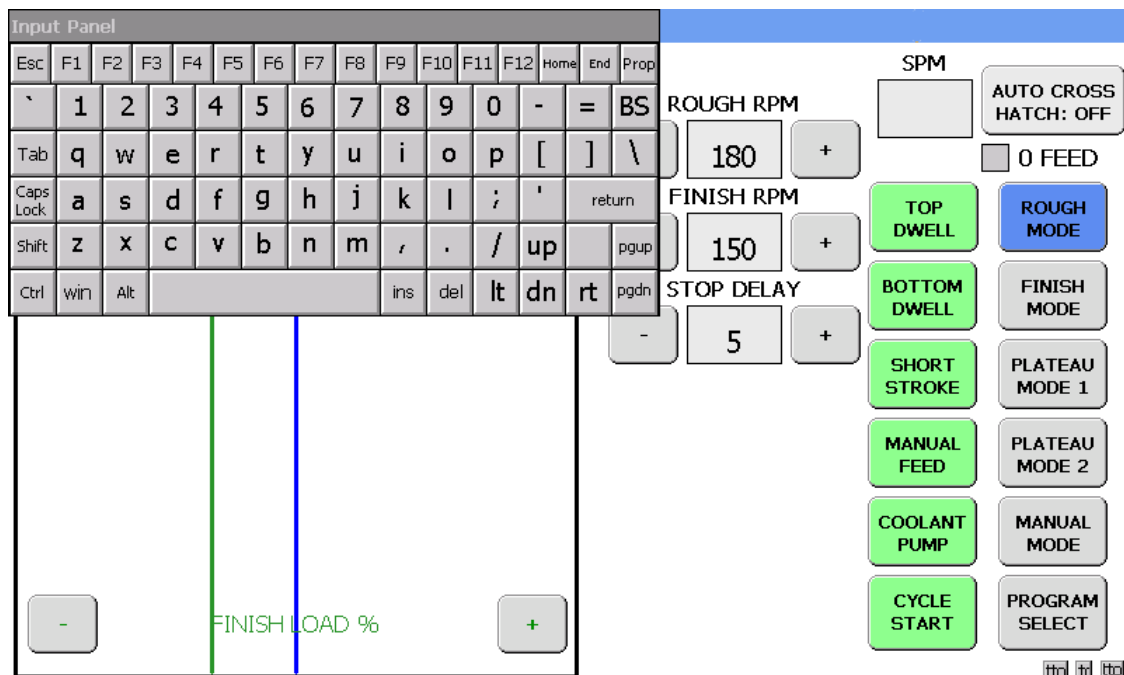 Input Panel
Esc F1 F2 F3 F4 F5 F6 F7 F8 F9 F10 F11 F12 Home End Prop
` 1 2 3 4 5 6 7 8 9 0 - = BS
Tab q w e r t y u i o p [ ] \
Caps Lock a s d f g h j k l ; ' return
Shift z x c v b n m , . / up pgup
Ctrl win Alt ins del lt dn rt pgdn
ROUGH RPM
180 +
FINISH RPM
150 +
STOP DELAY
- 5 +
SPM
AUTO CROSS
HATCH: OFF
0 FEED
TOP
DWELL
ROUGH
MODE
BOTTOM
DWELL
FINISH
MODE
SHORT
STROKE
PLATEAU
MODE 1
MANUAL
FEED
PLATEAU
MODE 2
COOLANT
PUMP
MANUAL
MODE
CYCLE
START
PROGRAM
SELECT
- FINISH LOAD % +